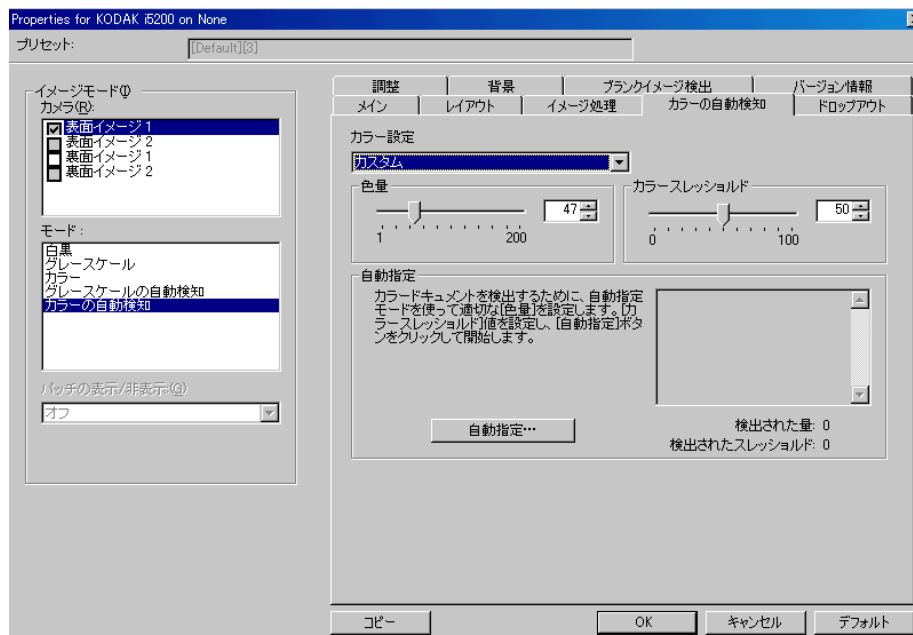 Properties for KODAK i5200 on None
プリセット:
[Default][3]
イメージモード(I)
カメラ(R):
表面イメージ 1
表面イメージ 2
裏面イメージ 1
裏面イメージ 2
モード :
白黒
グレースケール
カラー
グレースケールの自動検知
カラーの自動検知
パッチの表示/非表示:(G)
オフ
調整
背景
ブランクイメージ検出
バージョン情報
メイン
レイアウト
イメージ処理
カラーの自動検知
ドロップアウト
カラー設定
カスタム
色量
47
1
200
カラースレッショルド
50
0
100
自動指定
カラードキュメントを検出するために、自動指定
モードを使って適切な[色量]を設定します。[カ
ラースレッショルド]値を設定し、[自動指定]ボタ
ンをクリックして開始します。
自動指定…
検出された量: 0
検出されたスレッショルド: 0
コピー
OK
キャンセル
デフォルト